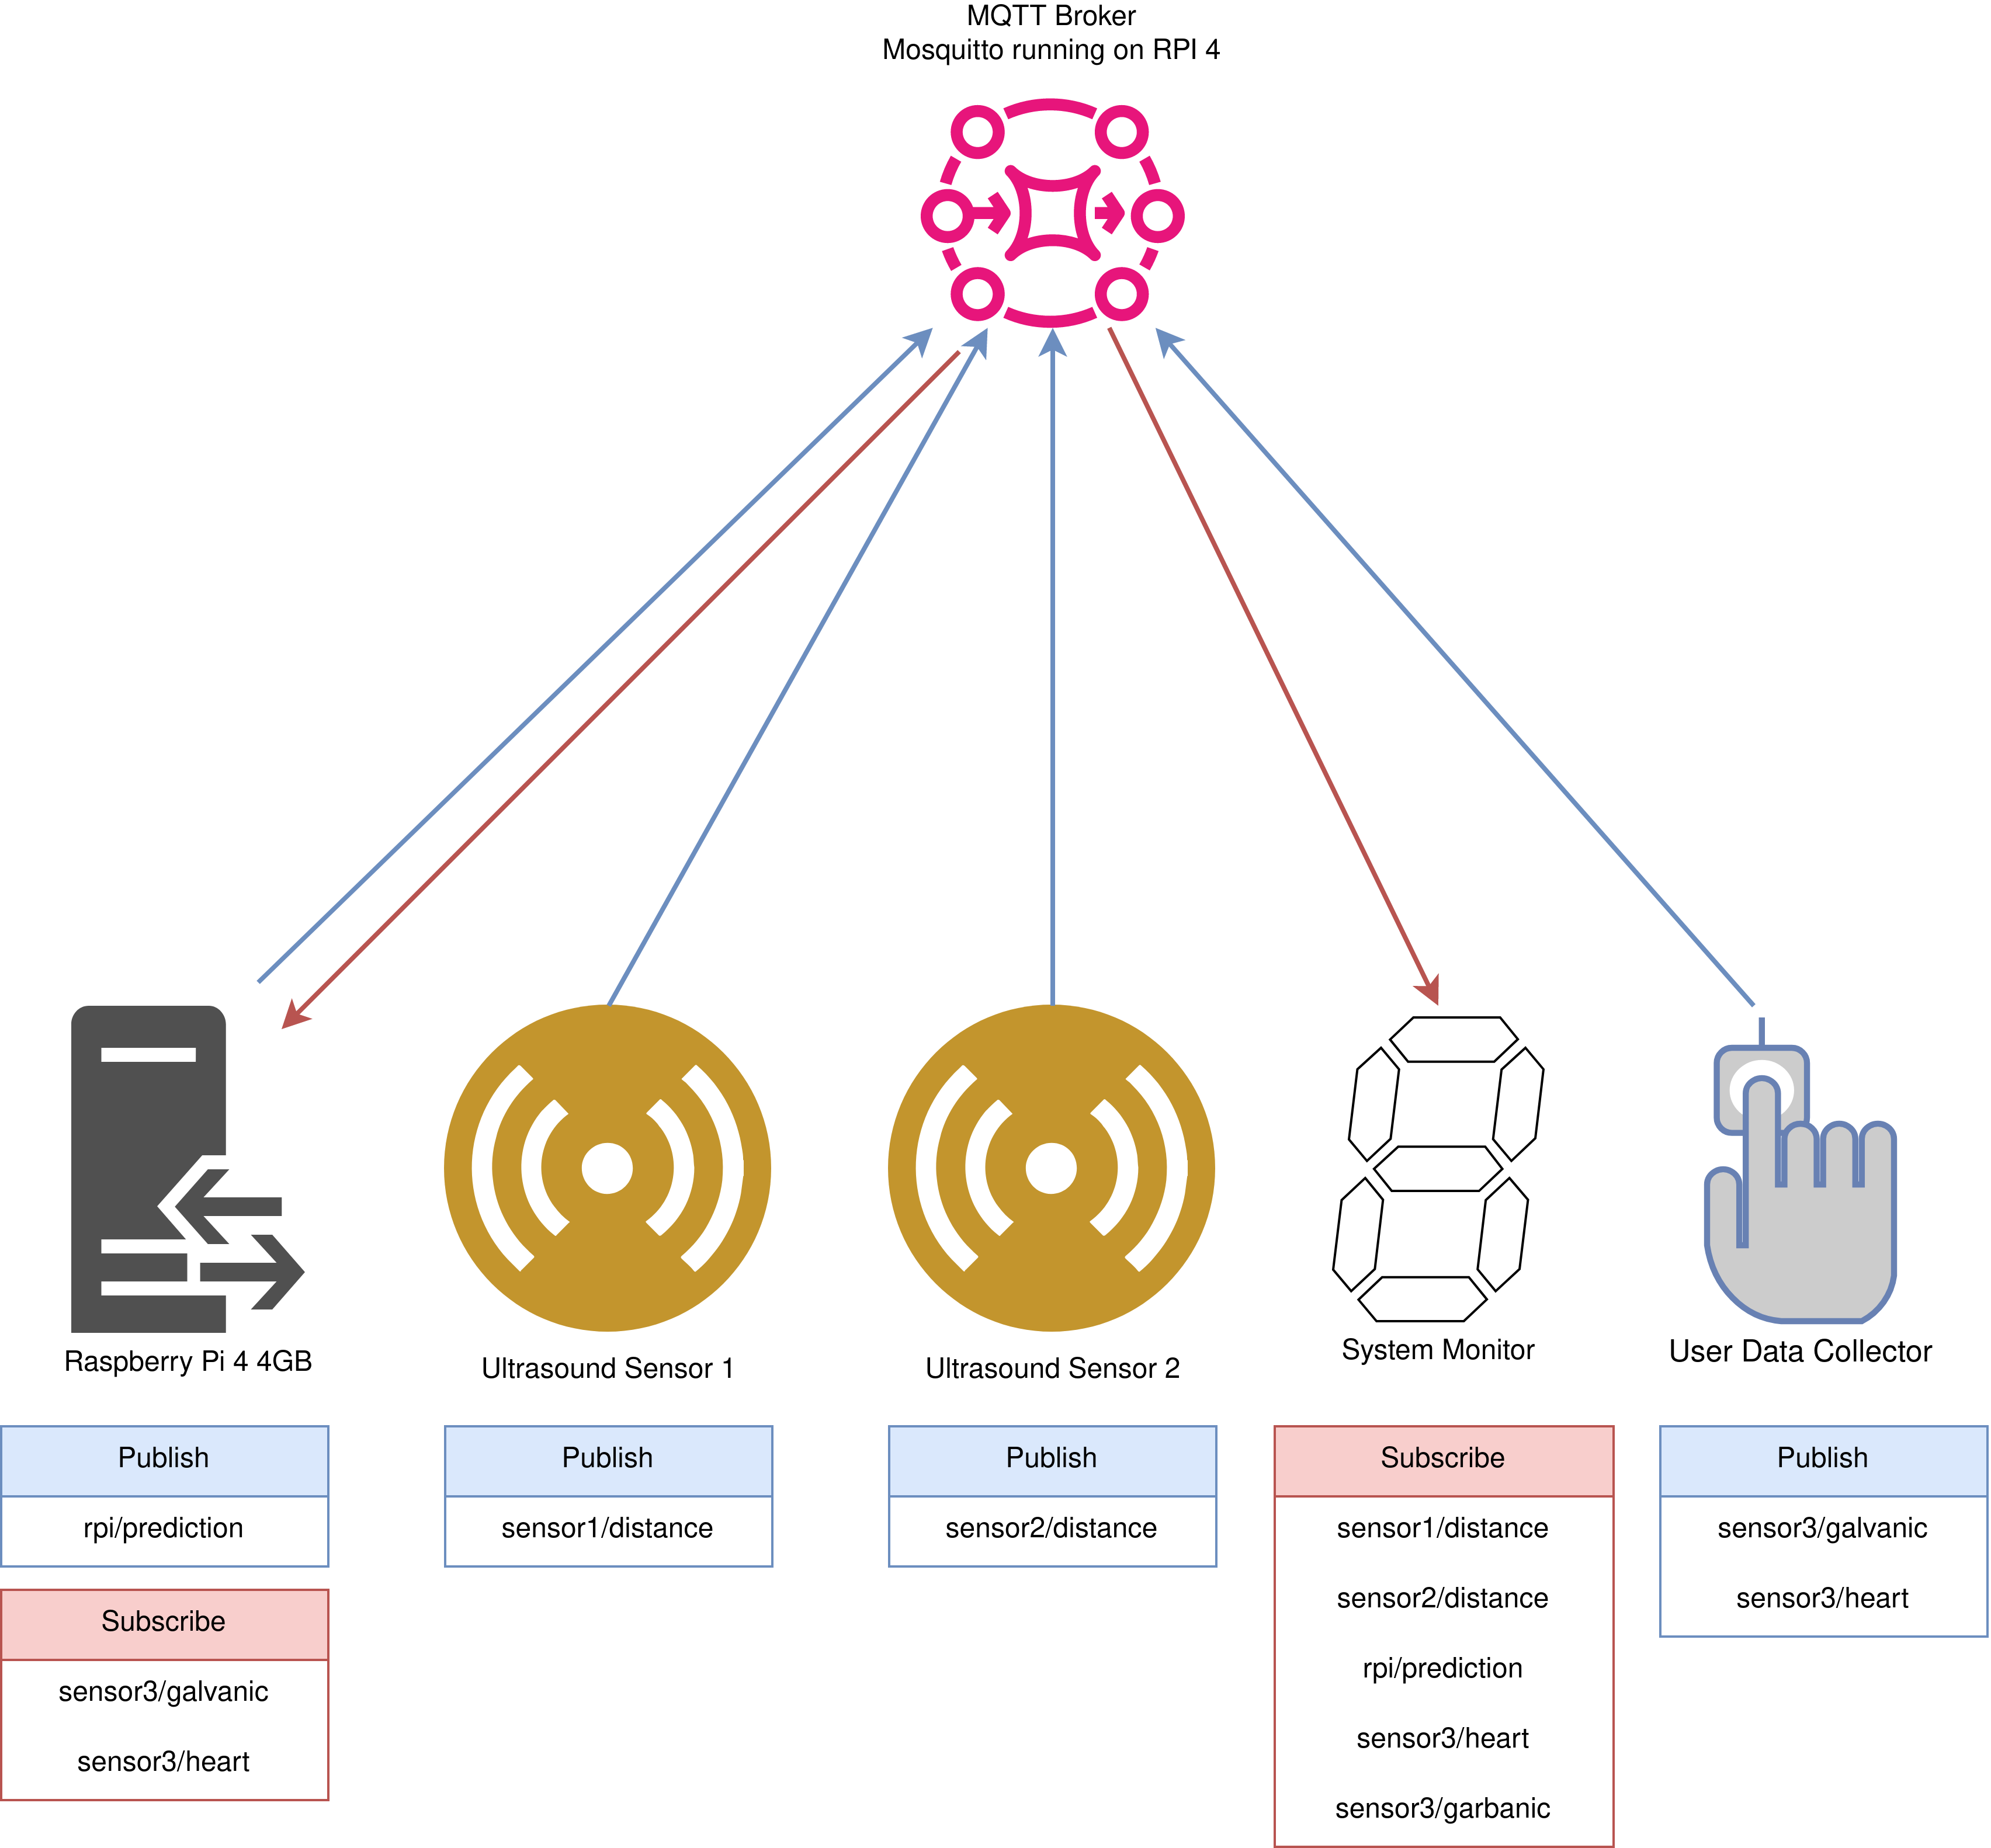 MQTT Broker
Mosquitto running on RPI 4
Raspberry Pi 4 4GB
Ultrasound Sensor 1
Ultrasound Sensor 2
System Monitor
User Data Collector
Publish
rpi/prediction
Subscribe
sensor3/galvanic
sensor3/heart
Publish
sensor1/distance
Publish
sensor2/distance
Subscribe
sensor1/distance
sensor2/distance
rpi/prediction
sensor3/heart
sensor3/garbanic
Publish
sensor3/galvanic
sensor3/heart